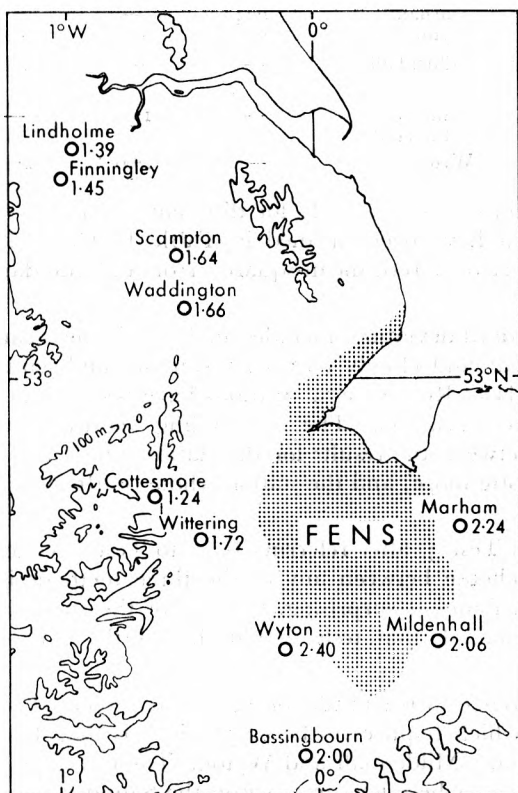 1°W
0°
Lindholme
1·39
Finningley
1·45
Scampton
1·64
Waddington
1·66
53°
53°N
100 m
Cottesmore
1·24
Wittering
1·72
FENS
Marham
2·24
Wyton
2·40
Mildenhall
2·06
Bassingbourn
2·00
1°
0°